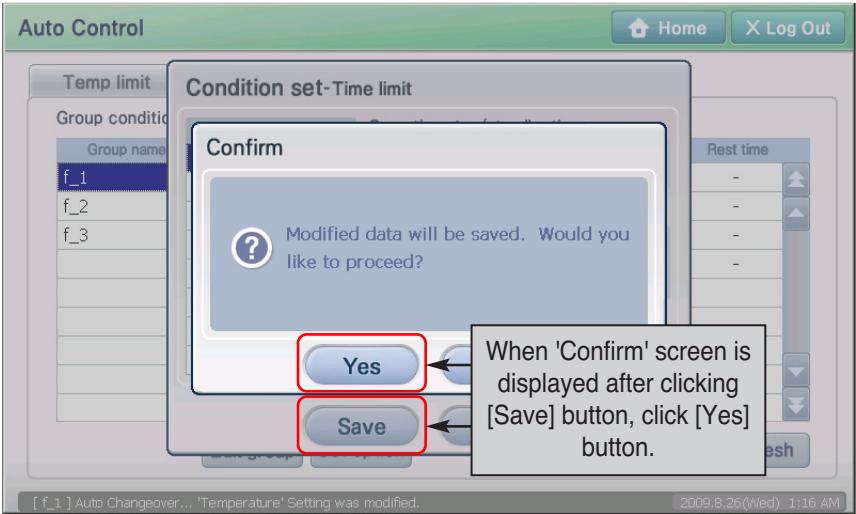 Auto Control
Home
X Log Out
Temp limit
Condition set-Time limit
Group
Group name
Rest time
Confirm
f_1
-
f_2
-
f_3
-
-
Modified data will be saved. Would you
like to proceed?
Yes
Save
When 'Confirm' screen is
displayed after clicking
[Save] button, click [Yes]
button.
[ f_1 ] Auto Changeover... 'Temperature' Setting was modified.
2009.8.26(Wed) 1:16 AM